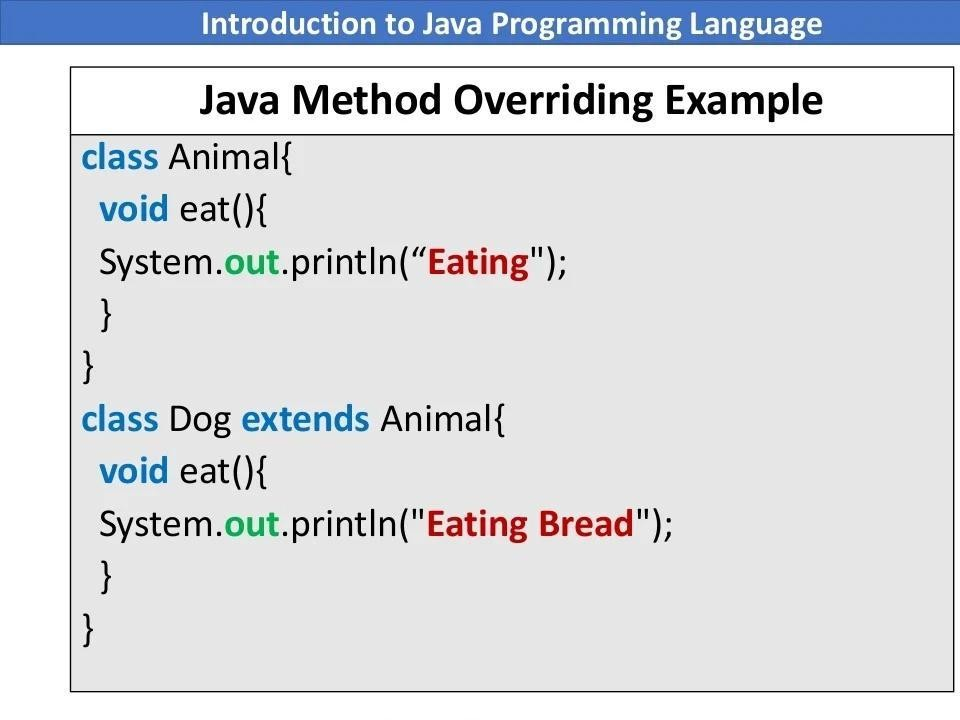 Introduction to Java Programming Language
Java Method Overriding Example
class Animal{
void eat(){
System.out.println(“Eating");
}
}
class Dog extends Animal{
void eat(){
System.out.println("Eating Bread");
}
}